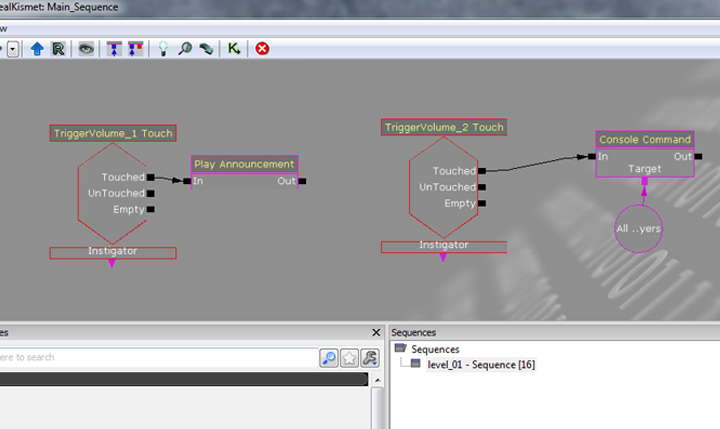 ealKismet: Main_Sequence
w
TriggerVolume_1 Touch
Touched
UnTouched
Empty
Instigator
Play Announcement
In Out
TriggerVolume_2 Touch
Touched
UnTouched
Empty
Instigator
Console Command
In Out
Target
All ..yers
es
ere to search
Sequences
Sequences
level_01 - Sequence [16]